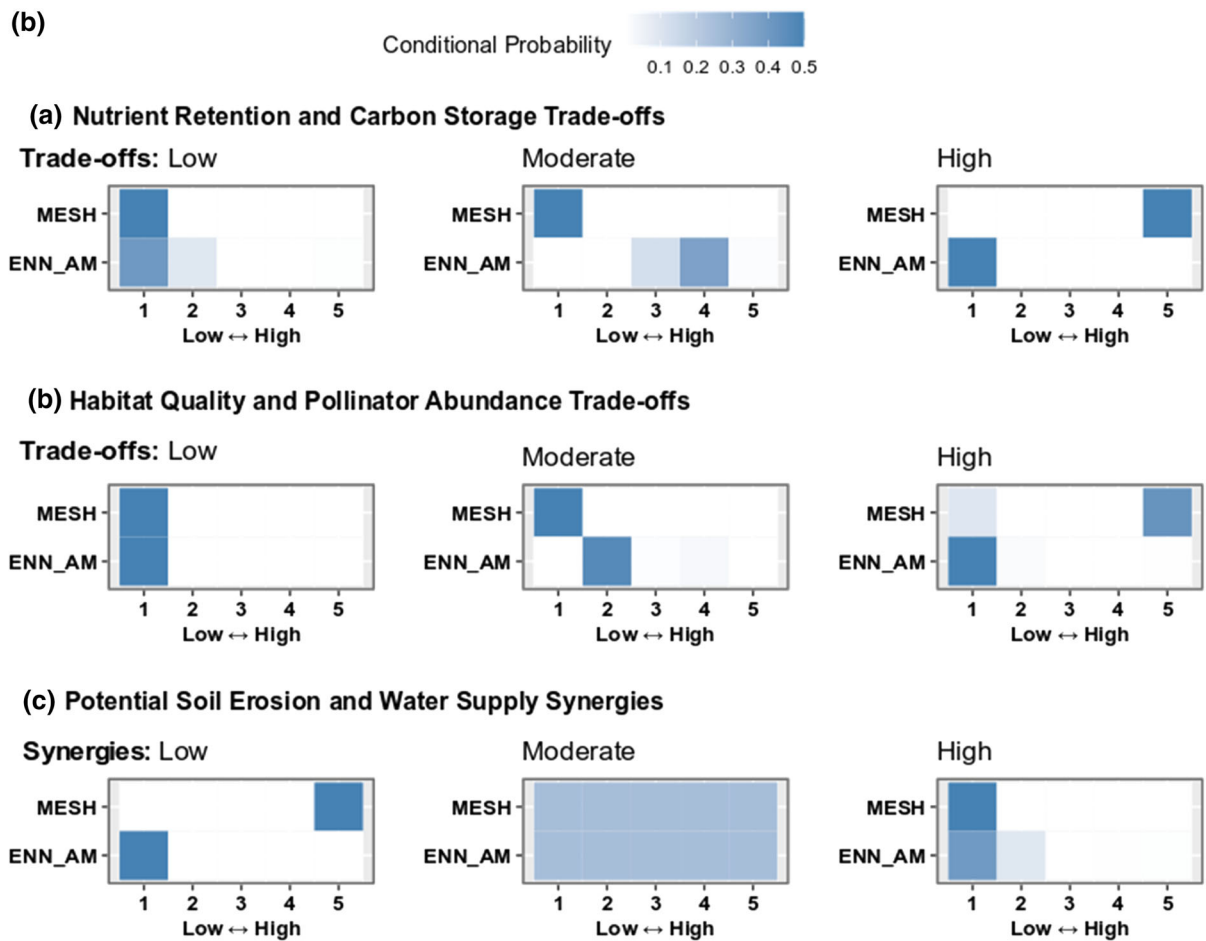 (b)
Conditional Probability
0.1 0.2 0.3 0.4 0.5
(a) Nutrient Retention and Carbon Storage Trade-offs
Trade-offs: Low Moderate High
MESH MESH MESH
ENN_AM ENN_AM ENN_AM
1 2 3 4 5 1 2 3 4 5 1 2 3 4 5
Low ↔ High Low ↔ High Low ↔ High
(b) Habitat Quality and Pollinator Abundance Trade-offs
Trade-offs: Low Moderate High
MESH MESH MESH
ENN_AM ENN_AM ENN_AM
1 2 3 4 5 1 2 3 4 5 1 2 3 4 5
Low ↔ High Low ↔ High Low ↔ High
(c) Potential Soil Erosion and Water Supply Synergies
Synergies: Low Moderate High
MESH MESH MESH
ENN_AM ENN_AM ENN_AM
1 2 3 4 5 1 2 3 4 5 1 2 3 4 5
Low ↔ High Low ↔ High Low ↔ High